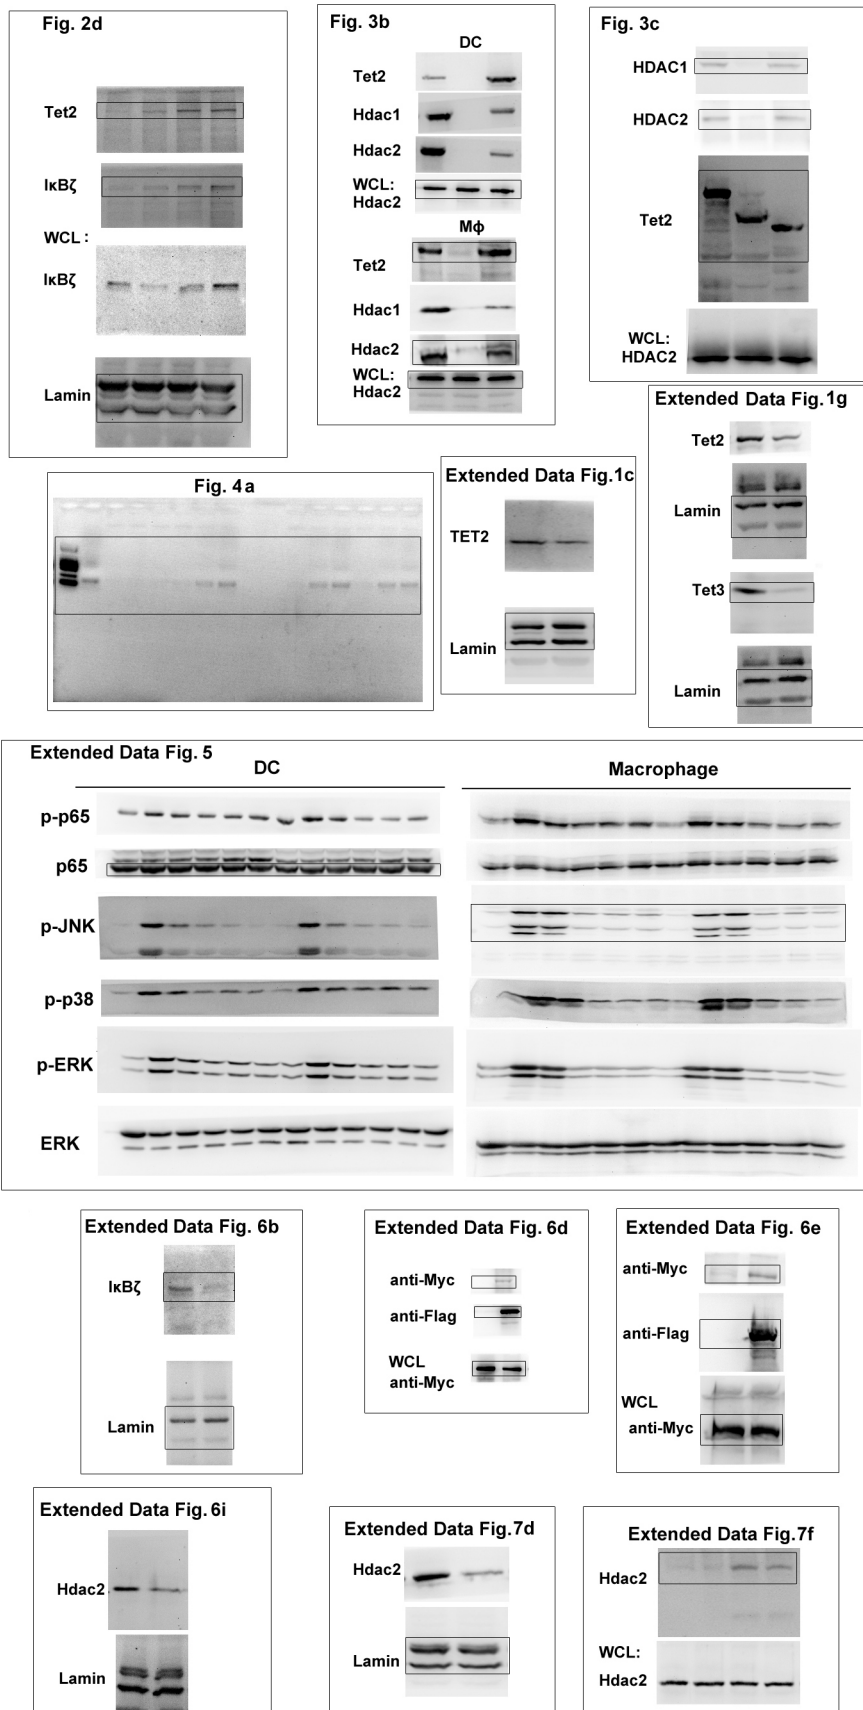 Fig. 2d
Tet2
IκBζ
WCL:
IκBζ
Lamin
Fig. 3b
DC
Tet2
Hdac1
Hdac2
WCL:
Hdac2
Mϕ
Tet2
Hdac1
Hdac2
WCL:
Hdac2
Fig. 3c
HDAC1
HDAC2
Tet2
WCL:
HDAC2
Fig. 4a
Extended Data Fig.1c
TET2
Lamin
Extended Data Fig.1g
Tet2
Lamin
Tet3
Lamin
Extended Data Fig. 5
DC
Macrophage
p-p65
p65
p-JNK
p-p38
p-ERK
ERK
Extended Data Fig. 6b
IκBζ
Lamin
Extended Data Fig. 6d
anti-Myc
anti-Flag
WCL
anti-Myc
Extended Data Fig. 6e
anti-Myc
anti-Flag
WCL
anti-Myc
Extended Data Fig. 6i
Hdac2
Lamin
Extended Data Fig.7d
Hdac2
Lamin
Extended Data Fig.7f
Hdac2
WCL:
Hdac2